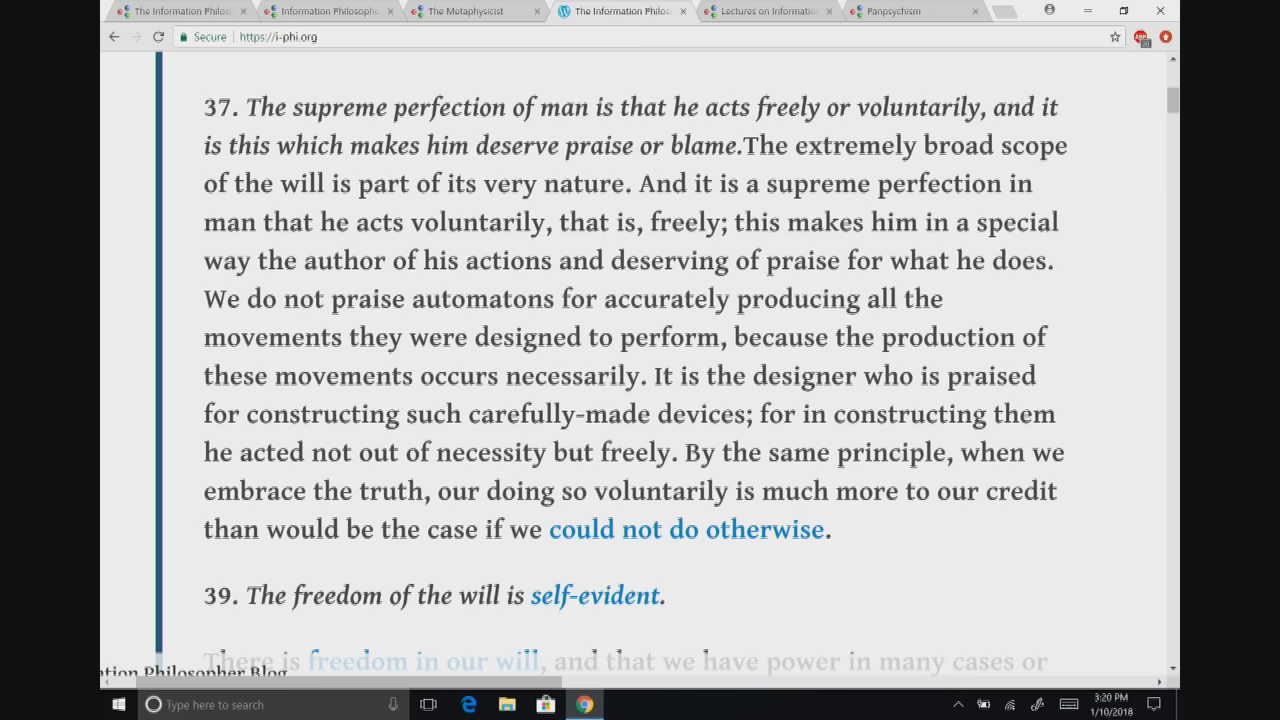 The Information Philos
Information Philosophe
The Metaphysicist
The Information Philos
Lectures on Information
Panpsychism
Secure
https://i-phi.org
37. The supreme perfection of man is that he acts freely or voluntarily, and it
is this which makes him deserve praise or blame.The extremely broad scope
of the will is part of its very nature. And it is a supreme perfection in
man that he acts voluntarily, that is, freely; this makes him in a special
way the author of his actions and deserving of praise for what he does.
We do not praise automatons for accurately producing all the
movements they were designed to perform, because the production of
these movements occurs necessarily. It is the designer who is praised
for constructing such carefully-made devices; for in constructing them
he acted not out of necessity but freely. By the same principle, when we
embrace the truth, our doing so voluntarily is much more to our credit
than would be the case if we could not do otherwise.
39. The freedom of the will is self-evident.
There is freedom in our will, and that we have power in many cases or
ation Philosopher Blog
Type here to search
3:20 PM
1/10/2018